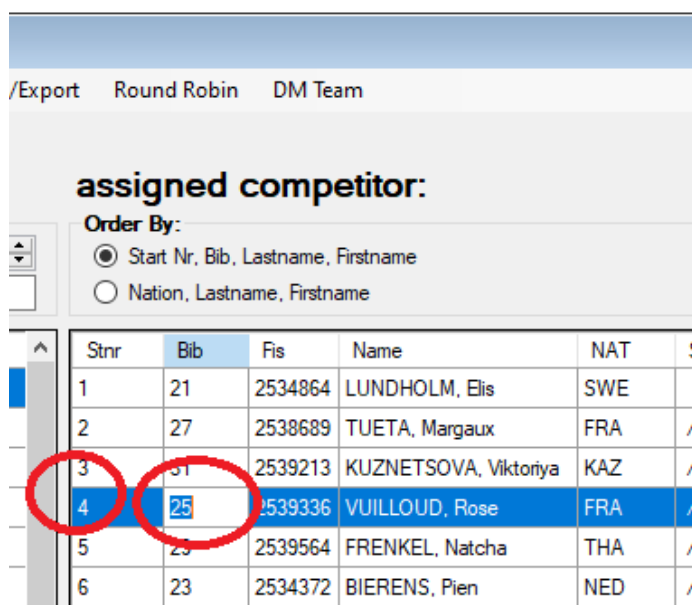 /Export Round Robin DM Team
assigned competitor:
Order By:
Start Nr, Bib, Lastname, Firstname
Nation, Lastname, Firstname
Stnr Bib Fis Name NAT
1 21 2534864 LUNDHOLM, Elis SWE
2 27 2538689 TUETA, Margaux FRA
3 31 2539213 KUZNETSOVA, Viktoriya KAZ
4 25 2539336 VUILLOUD, Rose FRA
5 2539564 FRENKEL, Natcha THA
6 23 2534372 BIERENS, Pien NED